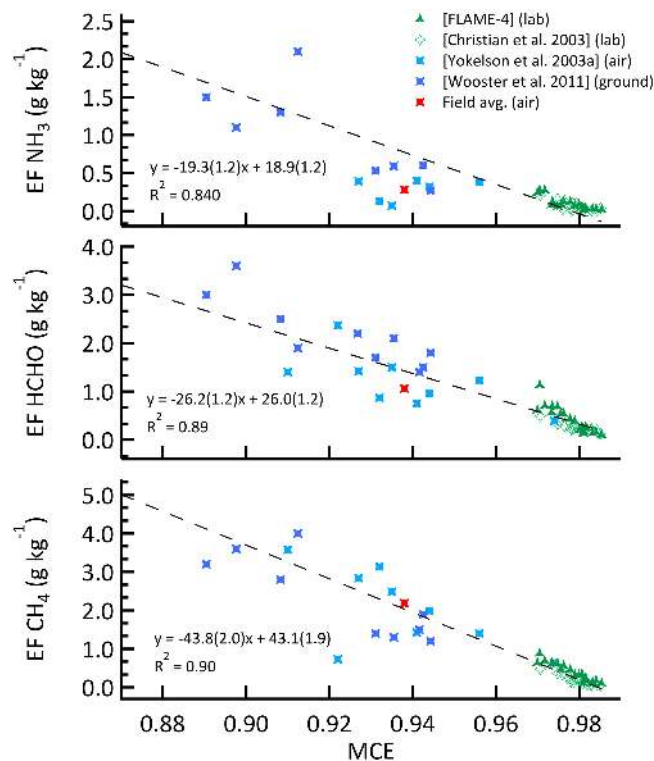 [FLAME-4] (lab)
[Christian et al. 2003] (lab)
[Yokelson et al. 2003a] (air)
[Wooster et al. 2011] (ground)
Field avg. (air)
EF NH3 (g kg-1)
2.5
2.0
1.5
1.0
0.5
0.0
y = -19.3(1.2)x + 18.9(1.2)
R2 = 0.840
EF HCHO (g kg-1)
4.0
3.0
2.0
1.0
0.0
y = -26.2(1.2)x + 26.0(1.2)
R2 = 0.89
EF CH4 (g kg-1)
5.0
4.0
3.0
2.0
1.0
0.0
y = -43.8(2.0)x + 43.1(1.9)
R2 = 0.90
0.88 0.90 0.92 0.94 0.96 0.98
MCE